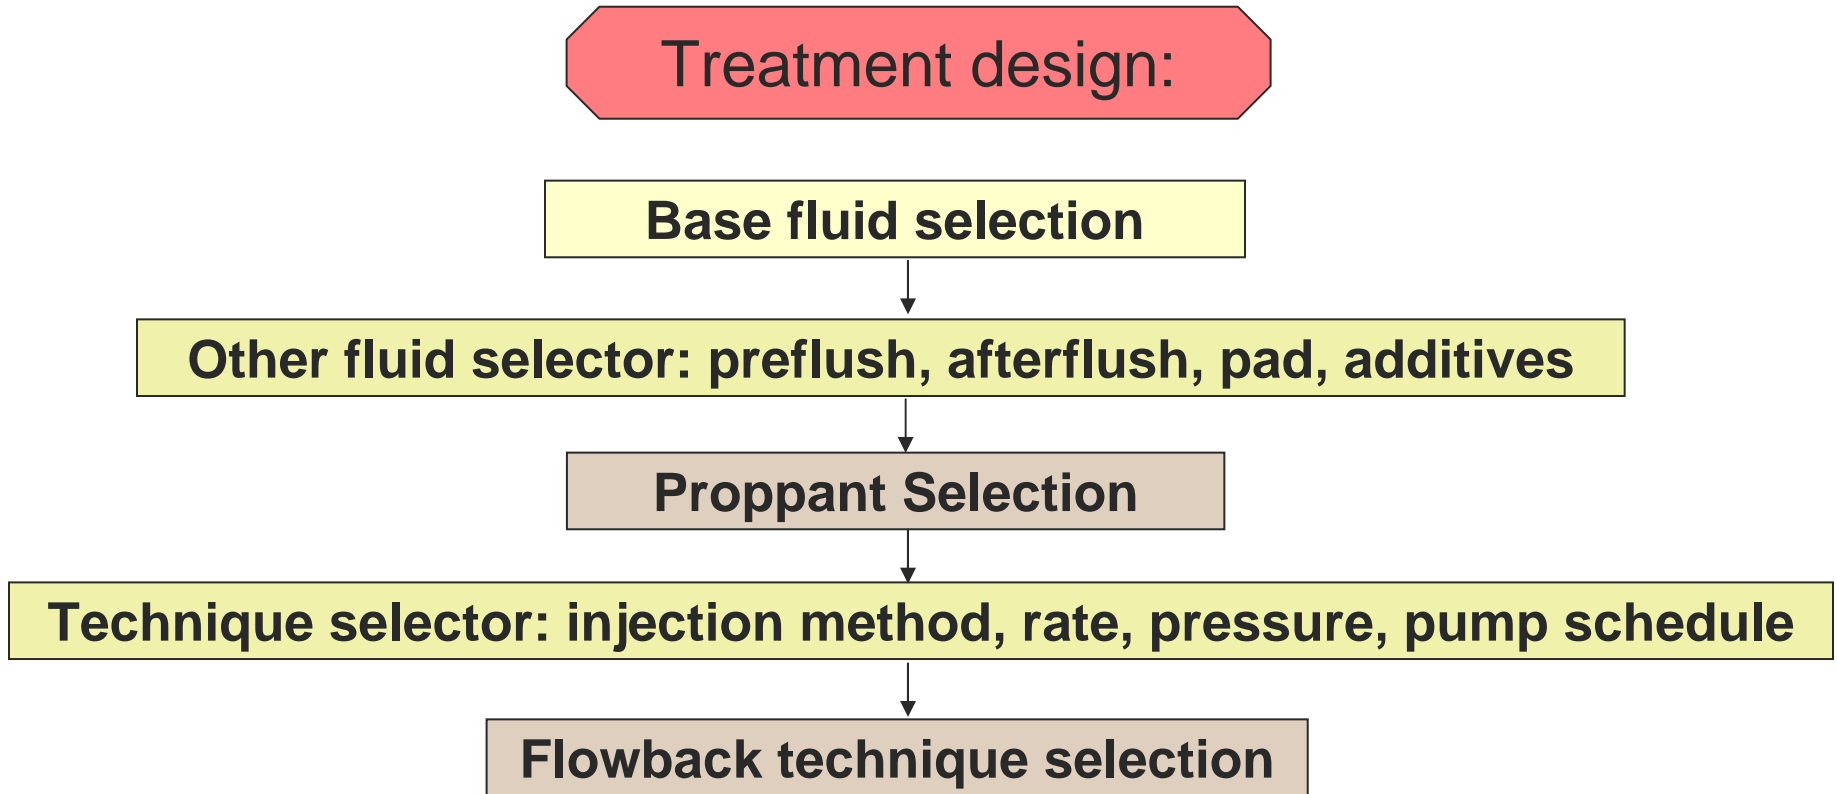 Treatment design:
Base fluid selection
Other fluid selector: preflush, afterflush, pad, additives
Proppant Selection
Technique selector: injection method, rate, pressure, pump schedule
Flowback technique selection